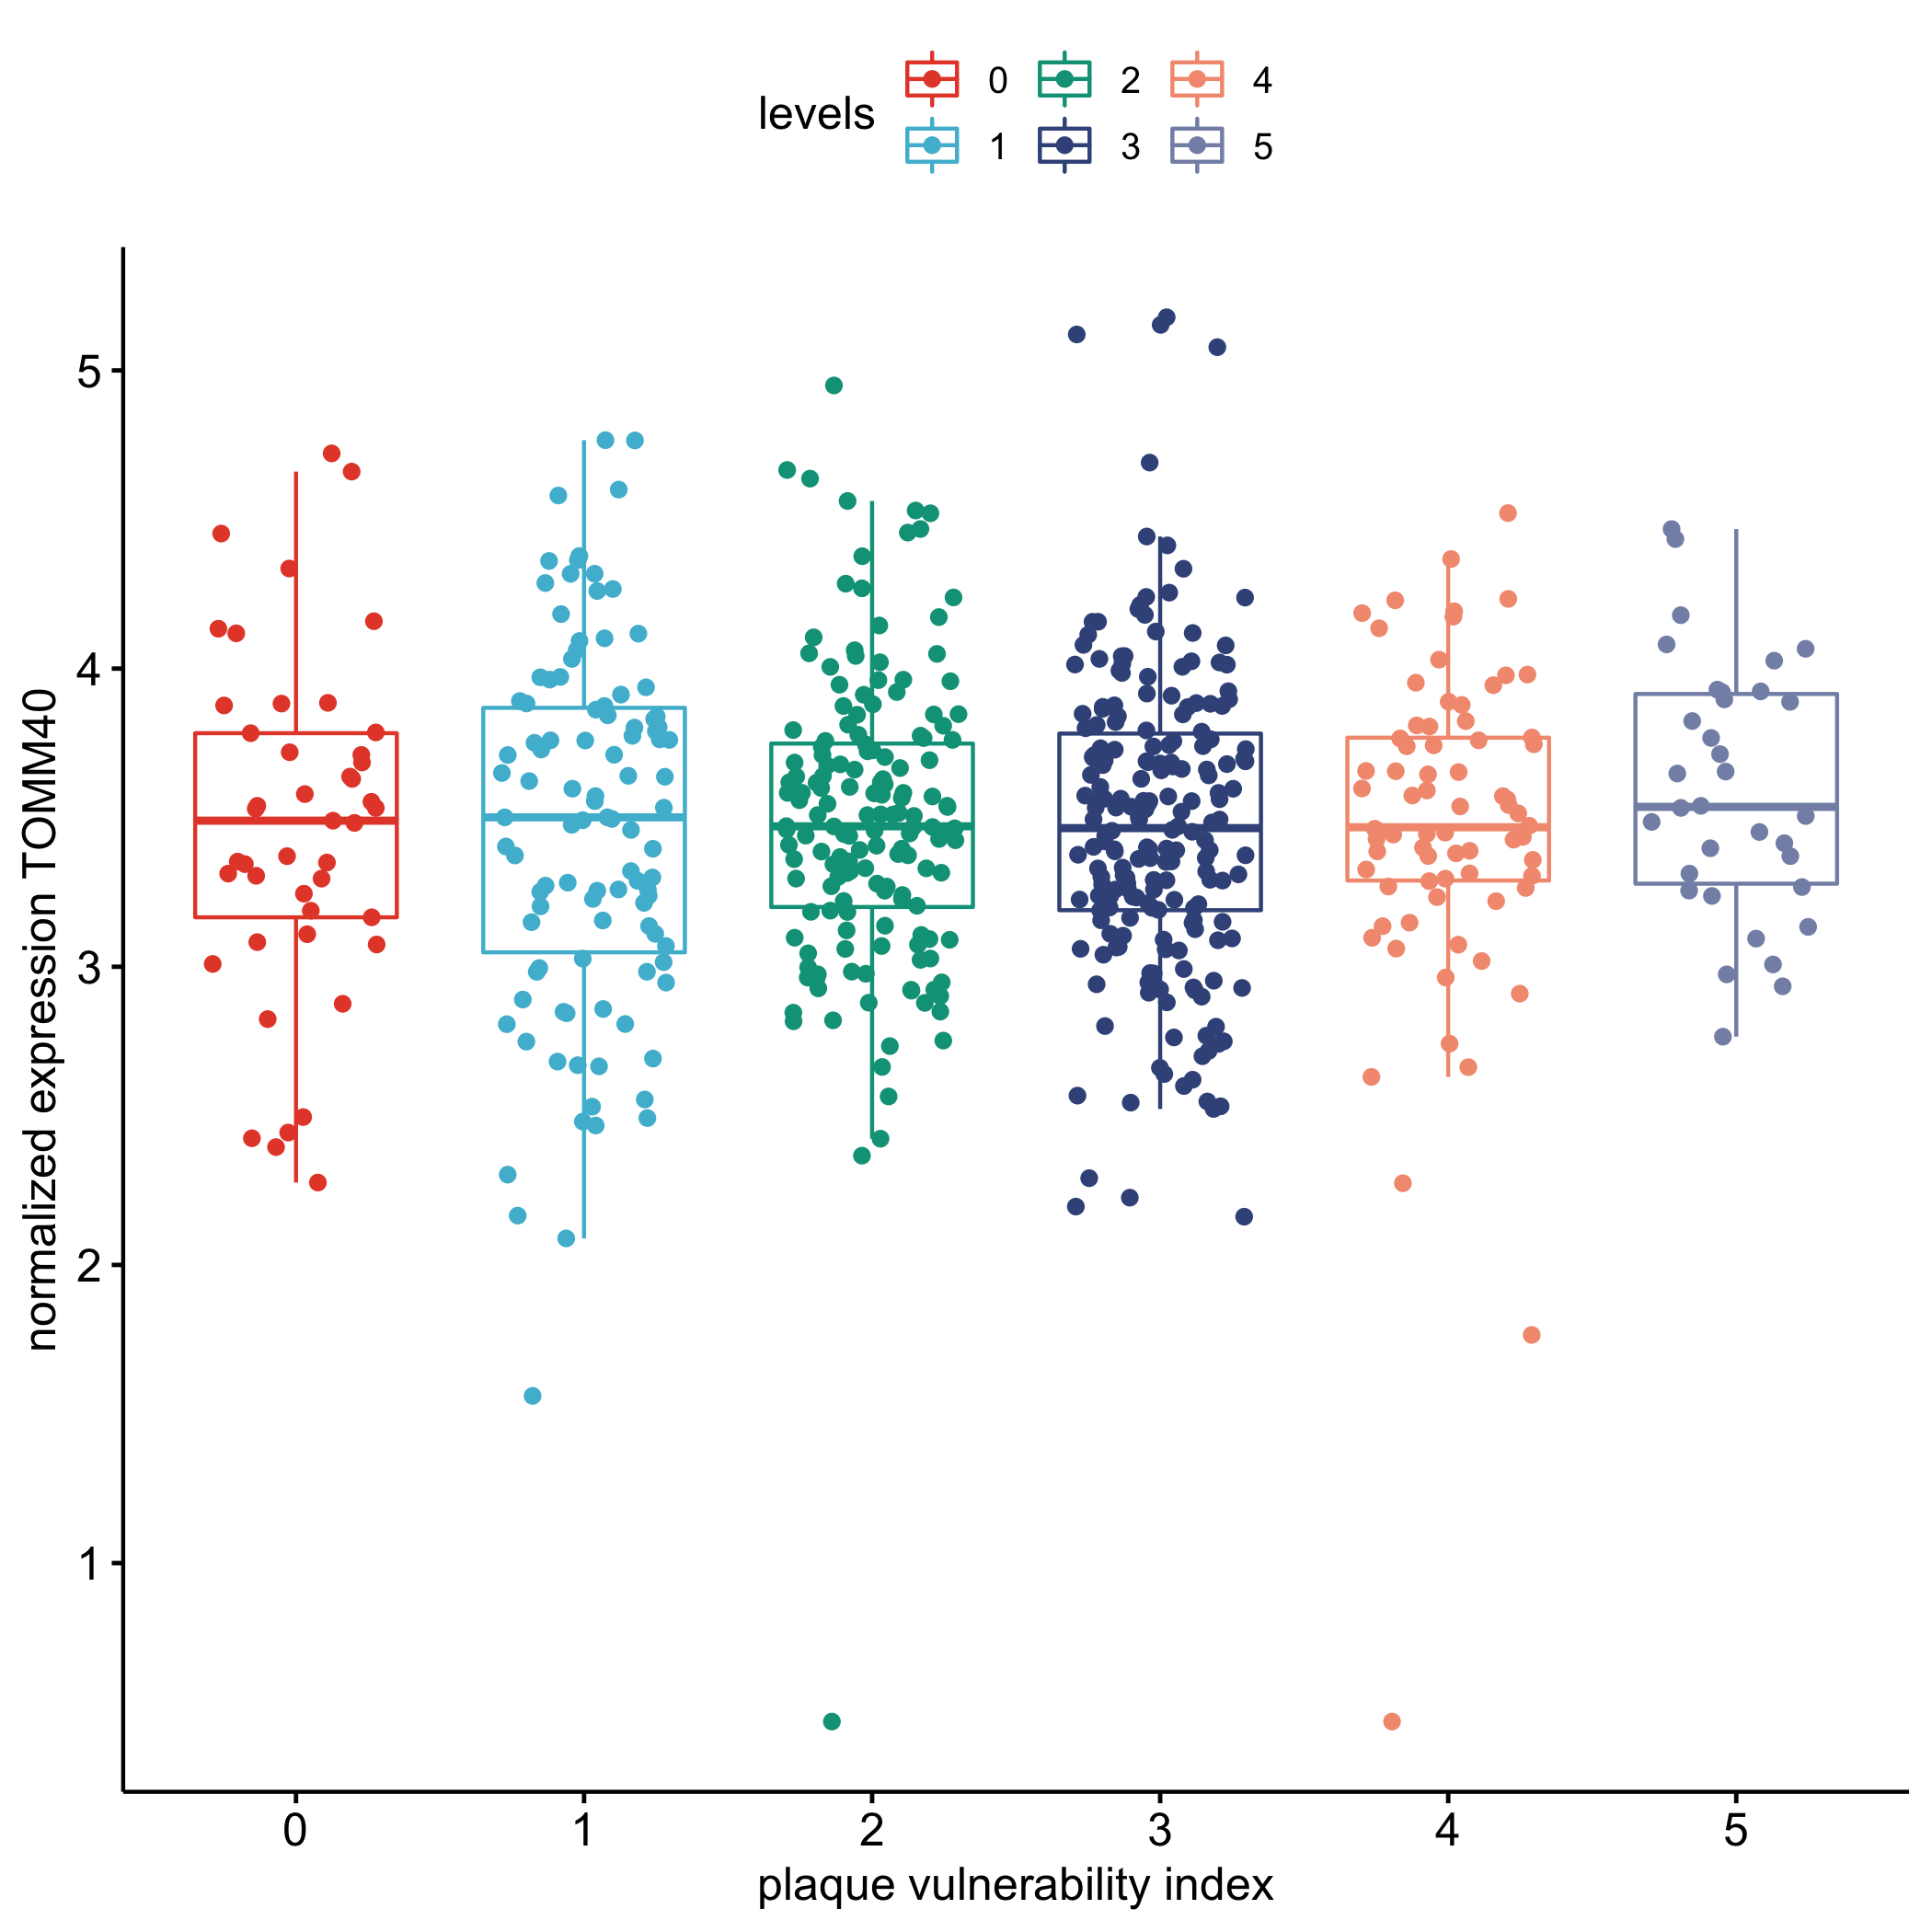 levels
0 2 4
1 3 5
normalized expression TOMM40
5
4
3
2
1
0 1 2 3 4 5
plaque vulnerability index